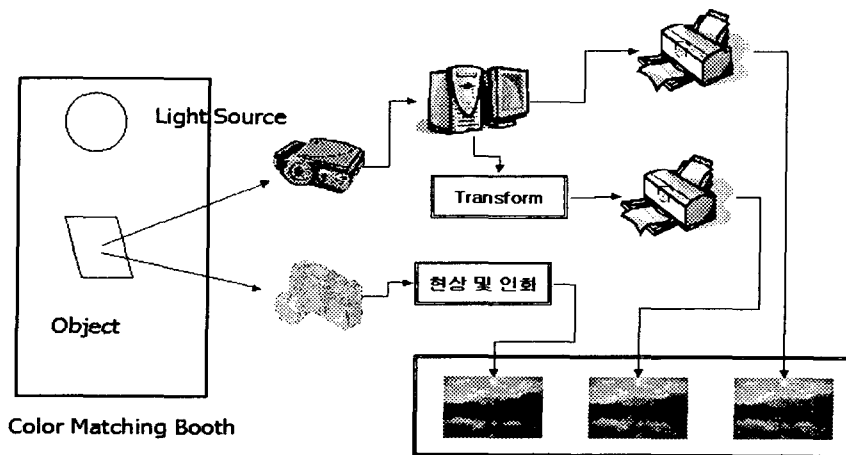 Light Source
Transform
현상 및 인화
Object
Color Matching Booth